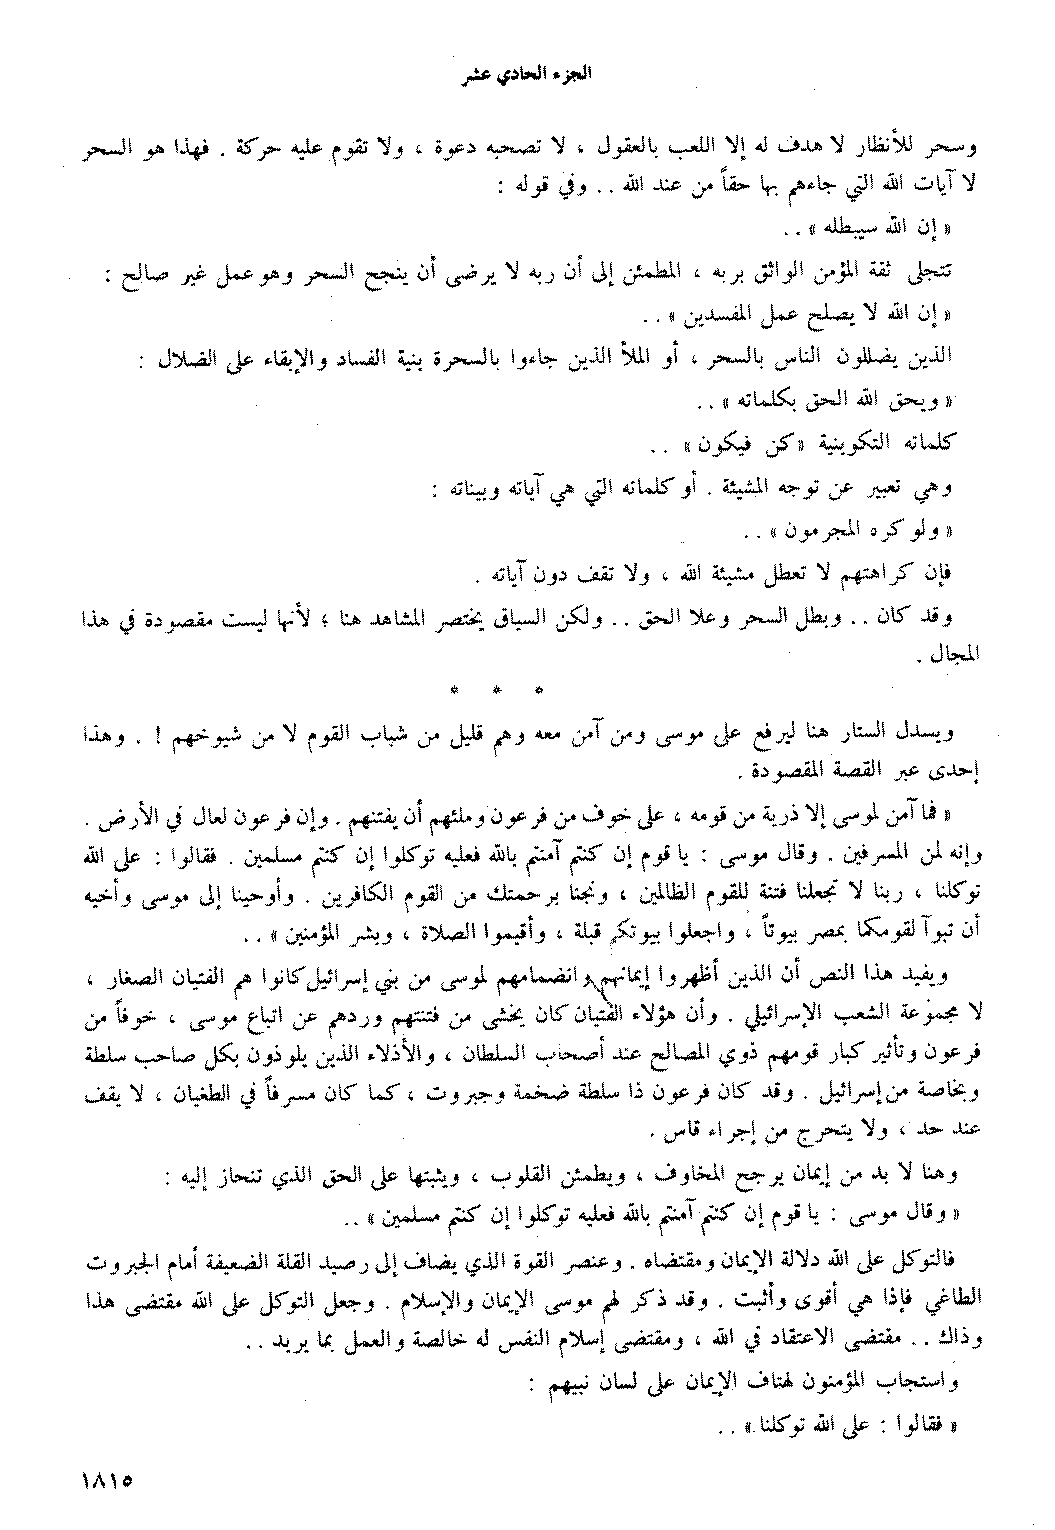 الجزء الحادي عشر
وسحر للأنظار لا هدف له إلا اللعب بالعقول ، لا تصحبه دعوة ، ولا تقوم عليه حركة . فهذا هو السحر
لا آيات الله التي جاءهم بها حقاً من عند الله .. وفي قوله :
« إن الله سيبطله » ..
تتجلى ثقة المؤمن الواثق بربه ، المطمئن إلى أن ربه لا يرضى أن ينجح السحر وهو عمل غير صالح :
« إن الله لا يصلح عمل المفسدين » ..
الذين يضللون الناس بالسحر ، أو الملأ الذين جاءوا بالسحرة بنية الفساد والإبقاء على الضلال :
« ويحق الله الحق بكلماته » ..
كلماته التكوينية « كن فيكون » ..
وهي تعبير عن توجه المشيئة . أو كلماته التي هي آياته وبيناته :
« ولو كره المجرمون » ..
فإن كراهتهم لا تعطل مشيئة الله ، ولا تقف دون آياته .
وقد كان .. وبطل السحر وعلا الحق .. ولكن السياق يختصر المشاهد هنا ؛ لأنها ليست مقصودة في هذا
المجال .
* * *
ويسدل الستار هنا ليرفع على موسى ومن آمن معه وهم قليل من شباب القوم لا من شيوخهم ! . وهذا
إحدى عبر القصة المقصودة .
« فما آمن لموسى إلا ذرية من قومه ، على خوف من فرعون وملئهم أن يفتنهم . وإن فرعون لعال في الأرض .
وإنه لمن المسرفين . وقال موسى : يا قوم إن كنتم آمنتم بالله فعليه توكلوا إن كنتم مسلمين . فقالوا : على الله
توكلنا ، ربنا لا تجعلنا فتنة للقوم الظالمين ، ونجنا برحمتك من القوم الكافرين . وأوحينا إلى موسى وأخيه
أن تبوآ لقومكما بمصر بيوتاً ، واجعلوا بيوتكم قبلة ، وأقيموا الصلاة ، وبشر المؤمنين » ..
ويفيد هذا النص أن الذين أظهروا إيمانهم وانضمامهم لموسى من بني إسرائيل كانوا هم الفتيان الصغار ،
لا مجموعة الشعب الإسرائيلي . وأن هؤلاء الفتيان كان يخشى من فتنتهم وردهم عن اتباع موسى ، خوفاً من
فرعون وتأثير كبار قومهم ذوي المصالح عند أصحاب السلطان ، والأذلاء الذين يلوذون بكل صاحب سلطة
وبخاصة من إسرائيل . وقد كان فرعون ذا سلطة ضخمة وجبروت ، كما كان مسرفاً في الطغيان ، لا يقف
عند حد ، ولا يتحرج من إجراء قاس .
وهنا لا بد من إيمان يرجح المخاوف ، ويطمئن القلوب ، ويثبتها على الحق الذي تنحاز إليه :
« وقال موسى : يا قوم إن كنتم آمنتم بالله فعليه توكلوا إن كنتم مسلمين » ..
فالتوكل على الله دلالة الإيمان ومقتضاه . وعنصر القوة الذي يضاف إلى رصيد القلة الضعيفة أمام الجبروت
الطاغي فإذا هي أقوى وأثبت . وقد ذكر لهم موسى الإيمان والإسلام . وجعل التوكل على الله مقتضى هذا
وذاك .. مقتضى الاعتقاد في الله ، ومقتضى إسلام النفس له خالصة والعمل بما يريد ..
واستجاب المؤمنون لهتاف الإيمان على لسان نبيهم :
« فقالوا : على الله توكلنا » ..
١٨١٥